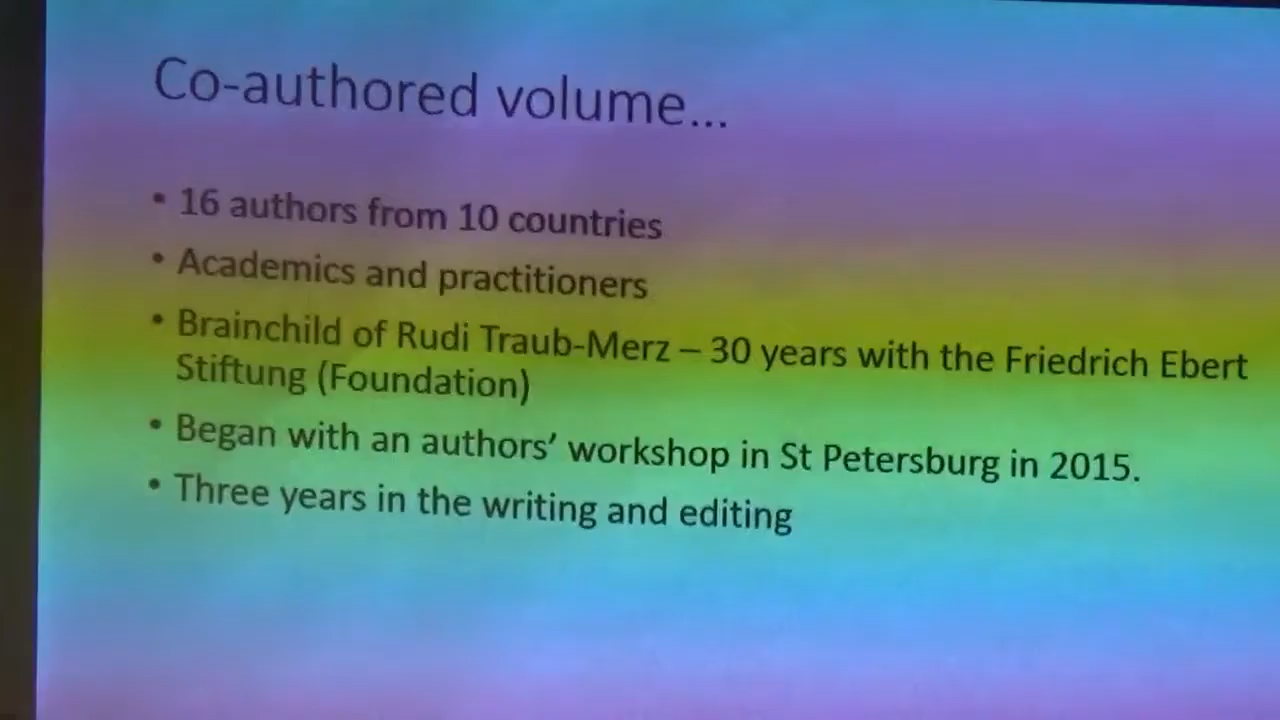 Co-authored volume...
• 16 authors from 10 countries
• Academics and practitioners
• Brainchild of Rudi Traub-Merz – 30 years with the Friedrich Ebert
Stiftung (Foundation)
• Began with an authors' workshop in St Petersburg in 2015.
• Three years in the writing and editing